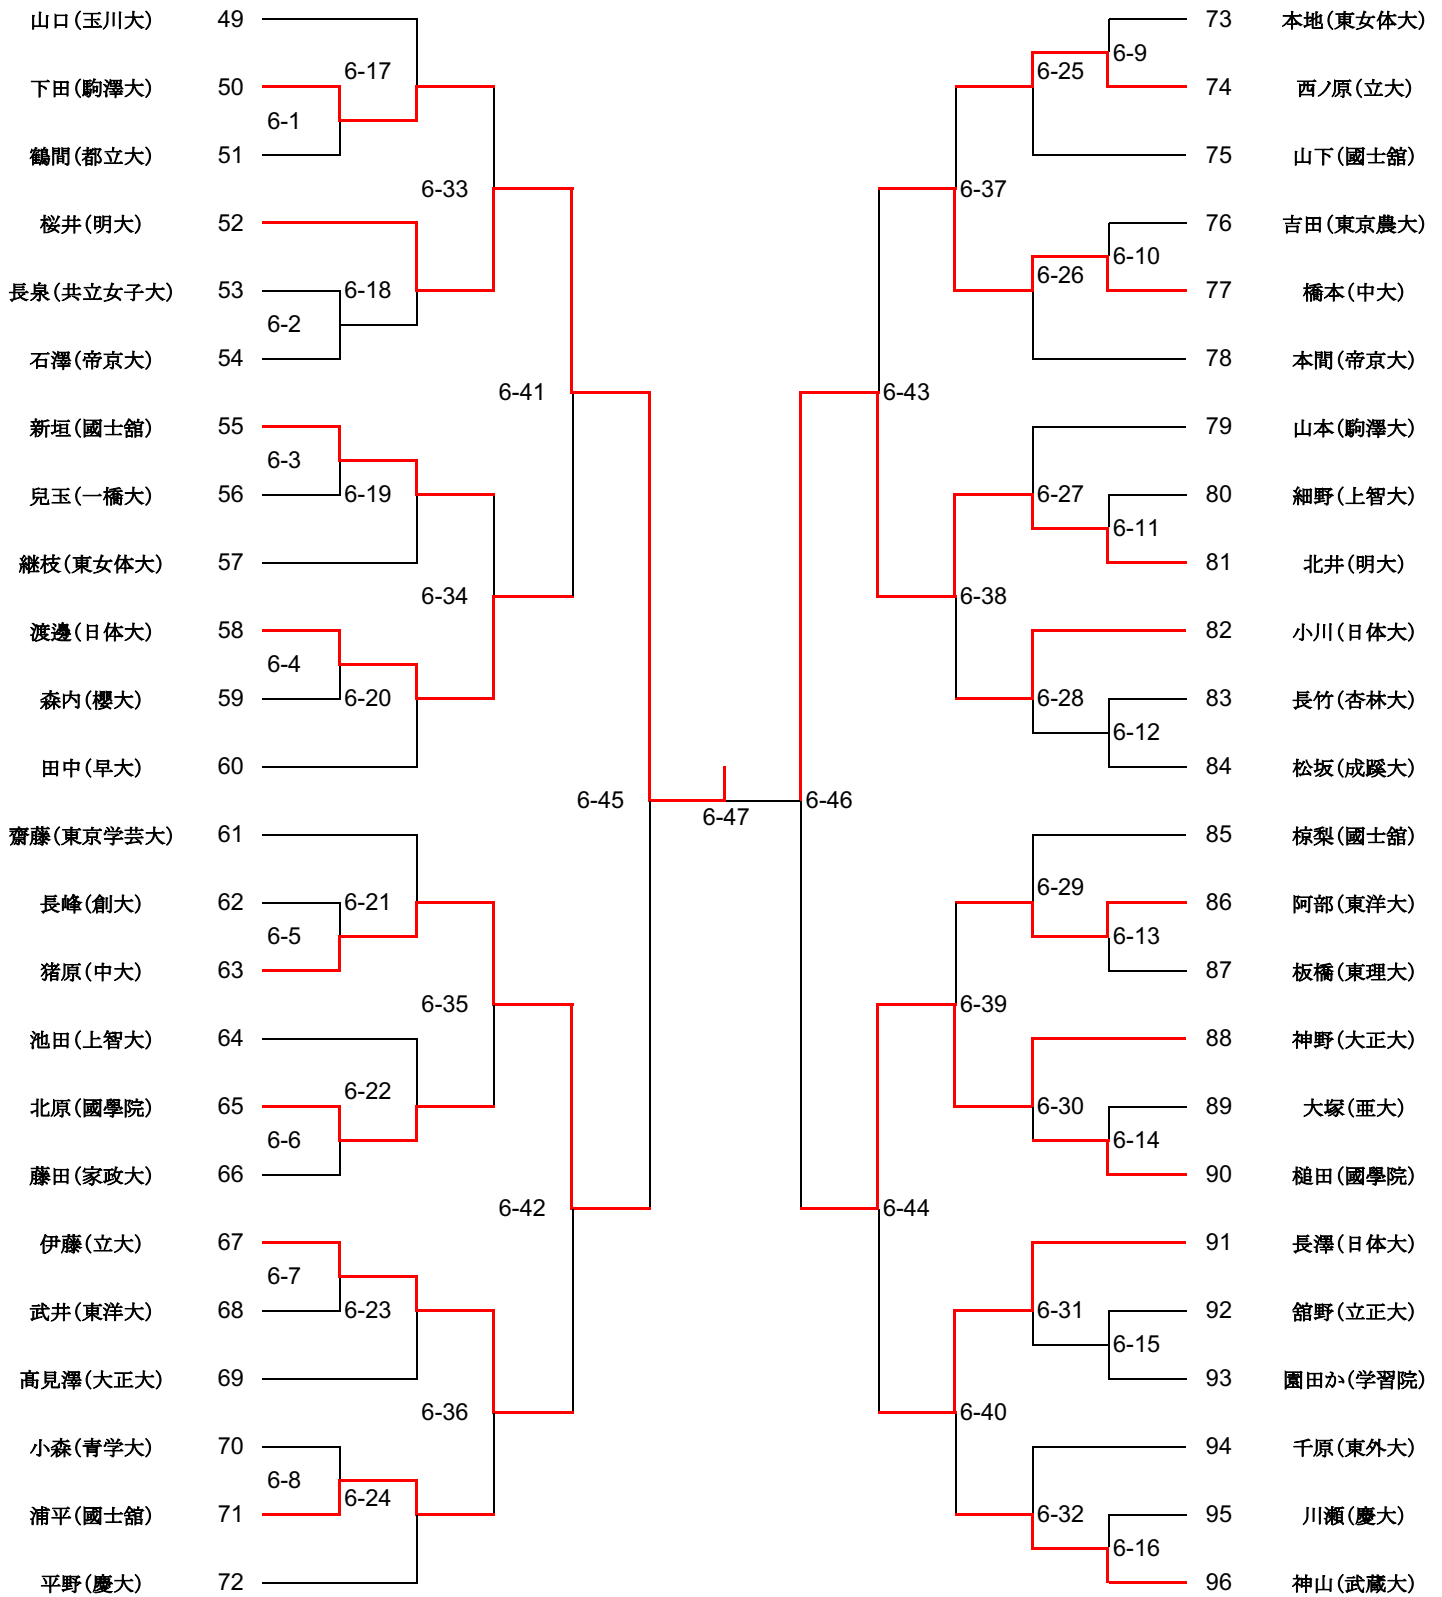 山口(玉川大) 49
6-17
下田(駒澤大) 50
6-1
鶴間(都立大) 51
6-33
桜井(明大) 52
長泉(共立女子大) 53
6-18
6-2
石澤(帝京大) 54
6-41
新垣(國士舘) 55
6-3
兒玉(一橋大) 56
6-19
継枝(東女体大) 57
6-34
渡邊(日体大) 58
6-4
森内(櫻大) 59
6-20
田中(早大) 60
6-45
齋藤(東京学芸大) 61
長峰(創大) 62
6-21
6-5
猪原(中大) 63
6-35
池田(上智大) 64
6-22
北原(國學院) 65
6-6
藤田(家政大) 66
6-42
伊藤(立大) 67
6-7
武井(東洋大) 68
6-23
髙見澤(大正大) 69
6-36
小森(青学大) 70
6-8
6-24
浦平(國士舘) 71
平野(慶大) 72
6-47
73 本地(東女体大)
6-9
6-25
74 西ノ原(立大)
75 山下(國士舘)
6-37
76 吉田(東京農大)
6-10
6-26
77 橋本(中大)
78 本間(帝京大)
6-43
79 山本(駒澤大)
6-27
80 細野(上智大)
6-11
81 北井(明大)
6-38
82 小川(日体大)
6-28
83 長竹(杏林大)
6-12
84 松坂(成蹊大)
6-46
85 椋梨(國士舘)
6-29
86 阿部(東洋大)
6-13
87 板橋(東理大)
6-39
88 神野(大正大)
6-30
89 大塚(亜大)
6-14
90 槌田(國學院)
6-44
91 長澤(日体大)
6-31
92 舘野(立正大)
6-15
93 園田か(学習院)
6-40
94 千原(東外大)
6-32
95 川瀬(慶大)
6-16
96 神山(武蔵大)